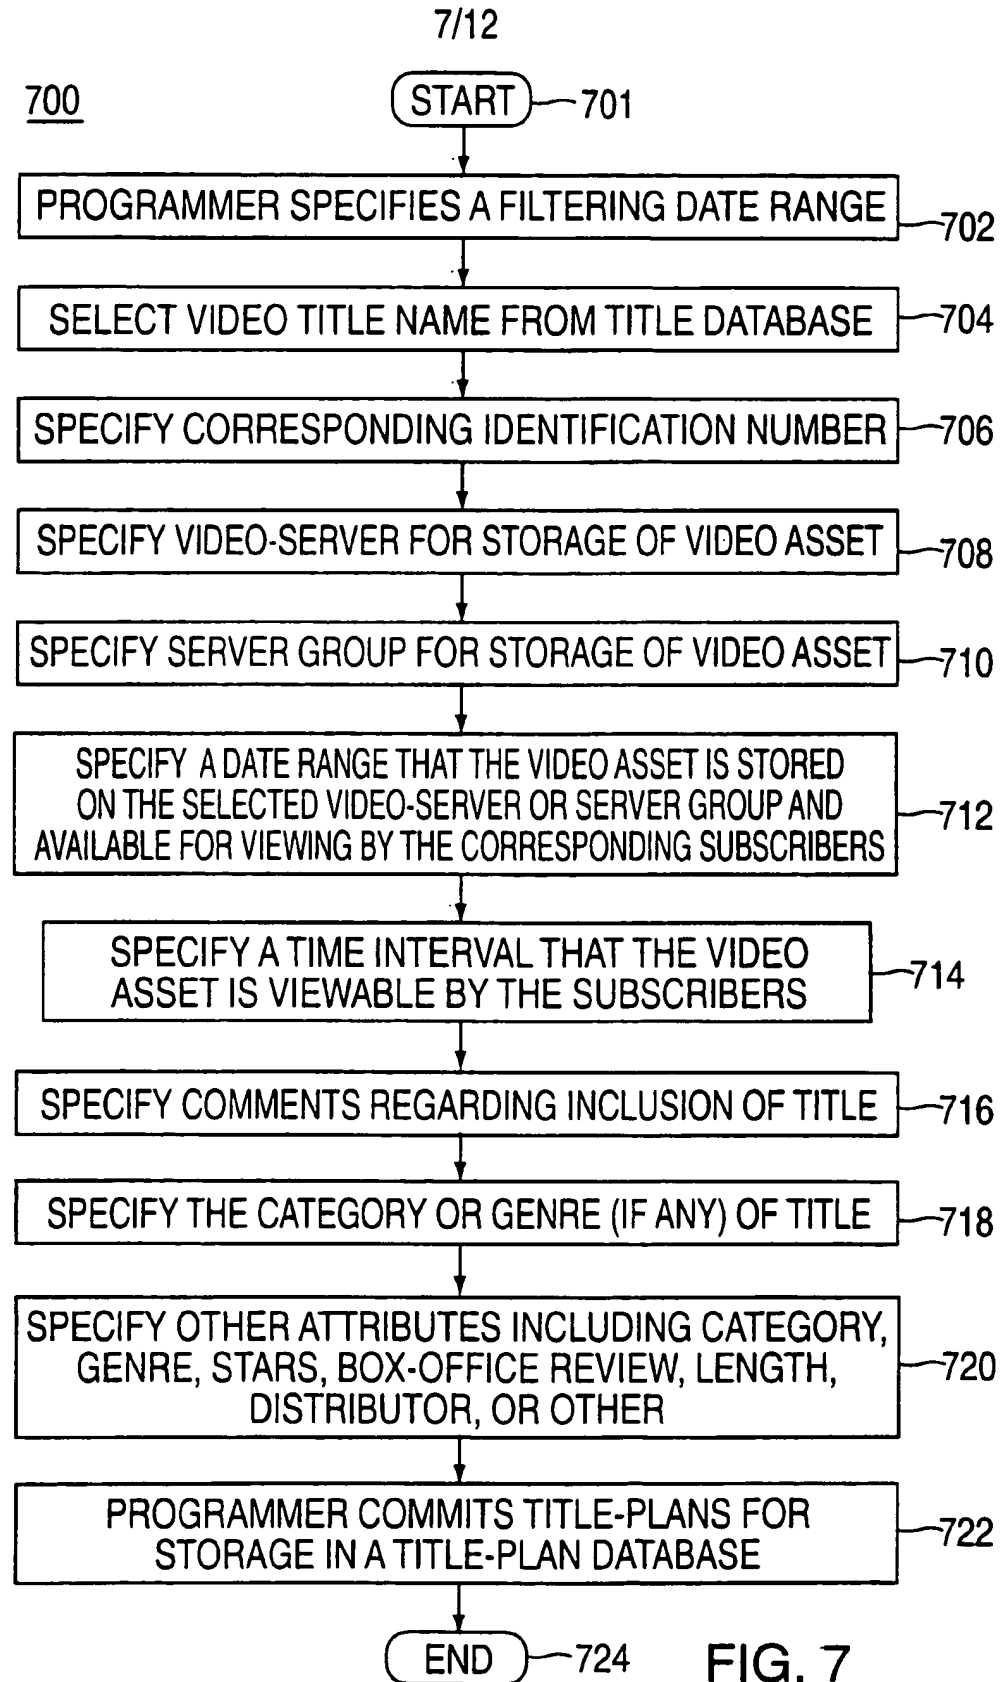 7/12
700
START 701
PROGRAMMER SPECIFIES A FILTERING DATE RANGE 702
SELECT VIDEO TITLE NAME FROM TITLE DATABASE 704
SPECIFY CORRESPONDING IDENTIFICATION NUMBER 706
SPECIFY VIDEO-SERVER FOR STORAGE OF VIDEO ASSET 708
SPECIFY SERVER GROUP FOR STORAGE OF VIDEO ASSET 710
SPECIFY A DATE RANGE THAT THE VIDEO ASSET IS STORED
ON THE SELECTED VIDEO-SERVER OR SERVER GROUP AND
AVAILABLE FOR VIEWING BY THE CORRESPONDING SUBSCRIBERS
712
SPECIFY A TIME INTERVAL THAT THE VIDEO
ASSET IS VIEWABLE BY THE SUBSCRIBERS
714
SPECIFY COMMENTS REGARDING INCLUSION OF TITLE 716
SPECIFY THE CATEGORY OR GENRE (IF ANY) OF TITLE 718
SPECIFY OTHER ATTRIBUTES INCLUDING CATEGORY,
GENRE, STARS, BOX-OFFICE REVIEW, LENGTH,
DISTRIBUTOR, OR OTHER
720
PROGRAMMER COMMITS TITLE-PLANS FOR
STORAGE IN A TITLE-PLAN DATABASE
722
END 724
FIG. 7